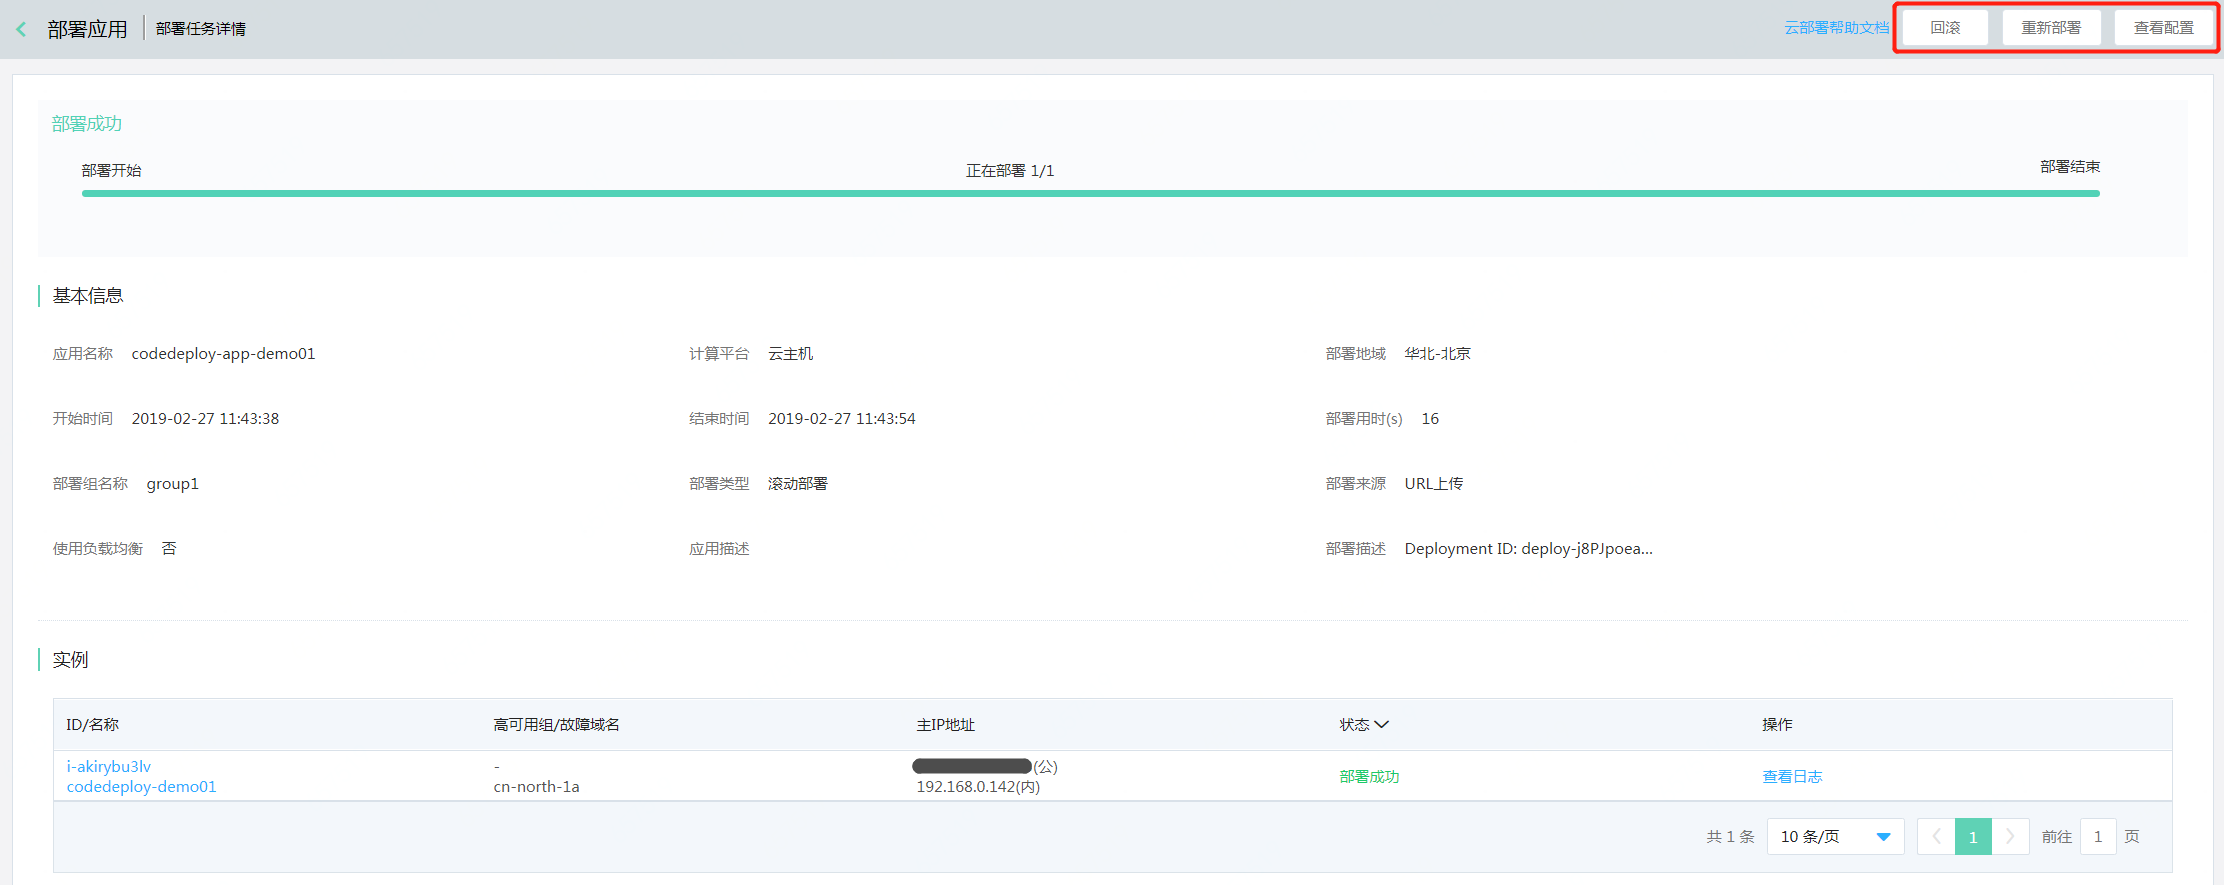 部署应用 部署任务详情 云部署帮助文档 回滚 重新部署 查看配置
部署成功
部署开始 正在部署 1/1 部署结束
基本信息
应用名称 codedeploy-app-demo01 计算平台 云主机 部署地域 华北-北京
开始时间 2019-02-27 11:43:38 结束时间 2019-02-27 11:43:54 部署用时(s) 16
部署组名称 group1 部署类型 滚动部署 部署来源 URL上传
使用负载均衡 否 应用描述 部署描述 Deployment ID: deploy-j8PJpoea...
实例
ID/名称 高可用组/故障域名 主IP地址 状态 操作
i-akirybu3lv - (公)
codedeploy-demo01 cn-north-1a 192.168.0.142(内) 部署成功 查看日志
共 1 条 10 条/页 1 前往 1 页